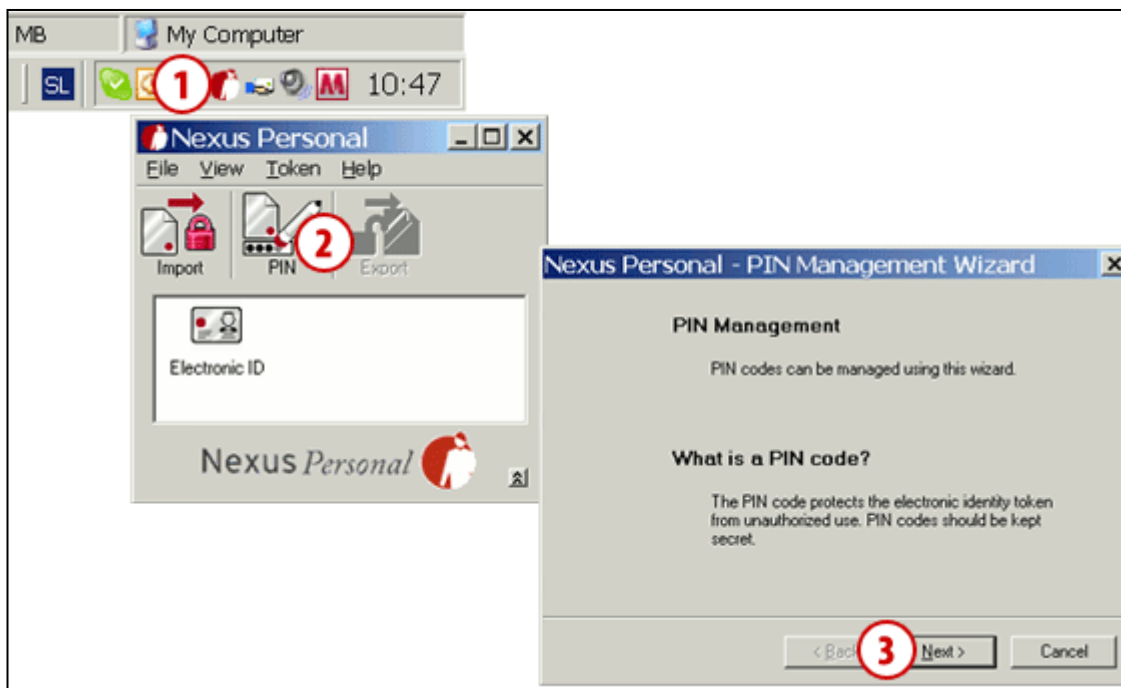 MB My Computer
SL 1 10:47
Nexus Personal
File View Token Help
2
Import PIN Export
Electronic ID
Nexus Personal
Nexus Personal - PIN Management Wizard
PIN Management
PIN codes can be managed using this wizard.
What is a PIN code?
The PIN code protects the electronic identity token
from unauthorized use. PIN codes should be kept
secret.
< Back 3 Next > Cancel